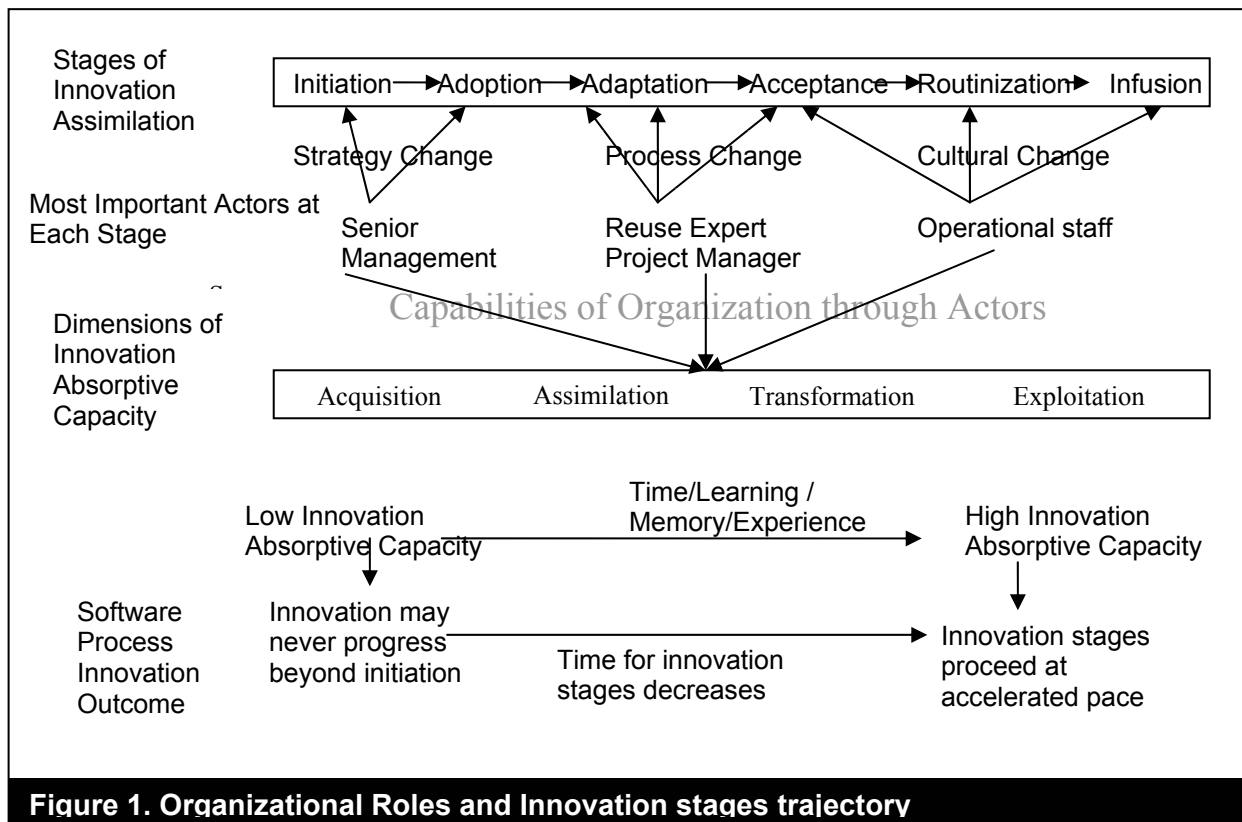 Stages of
Innovation
Assimilation
Initiation Adoption Adaptation Acceptance Routinization Infusion
Strategy Change Process Change Cultural Change
Most Important Actors at
Each Stage
Senior
Management
Reuse Expert
Project Manager
Operational staff
Capabilities of Organization through Actors
Dimensions of
Innovation
Absorptive
Capacity
Acquisition Assimilation Transformation Exploitation
Time/Learning /
Memory/Experience
Low Innovation
Absorptive Capacity
High Innovation
Absorptive Capacity
Software
Process
Innovation
Outcome
Innovation may
never progress
beyond initiation
Time for innovation
stages decreases
Innovation stages
proceed at
accelerated pace
Figure 1. Organizational Roles and Innovation stages trajectory